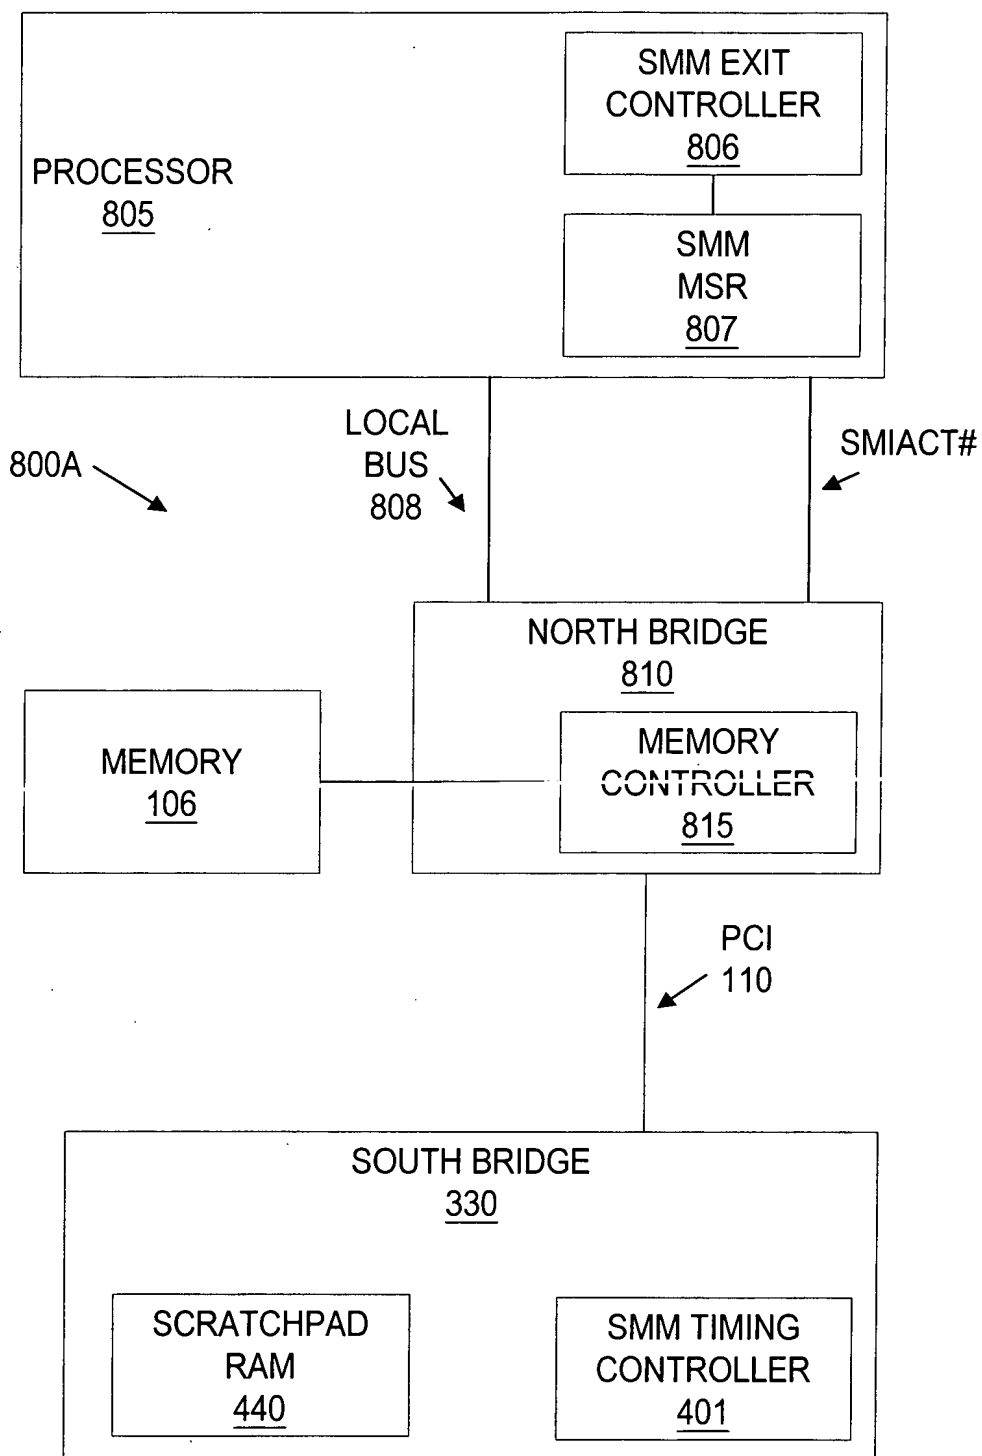 SMM EXIT
CONTROLLER
806
PROCESSOR
805
SMM
MSR
807
LOCAL
BUS
808
800A
SMIACT#
NORTH BRIDGE
810
MEMORY
106
MEMORY
CONTROLLER
815
PCI
110
SOUTH BRIDGE
330
SCRATCHPAD
RAM
440
SMM TIMING
CONTROLLER
401